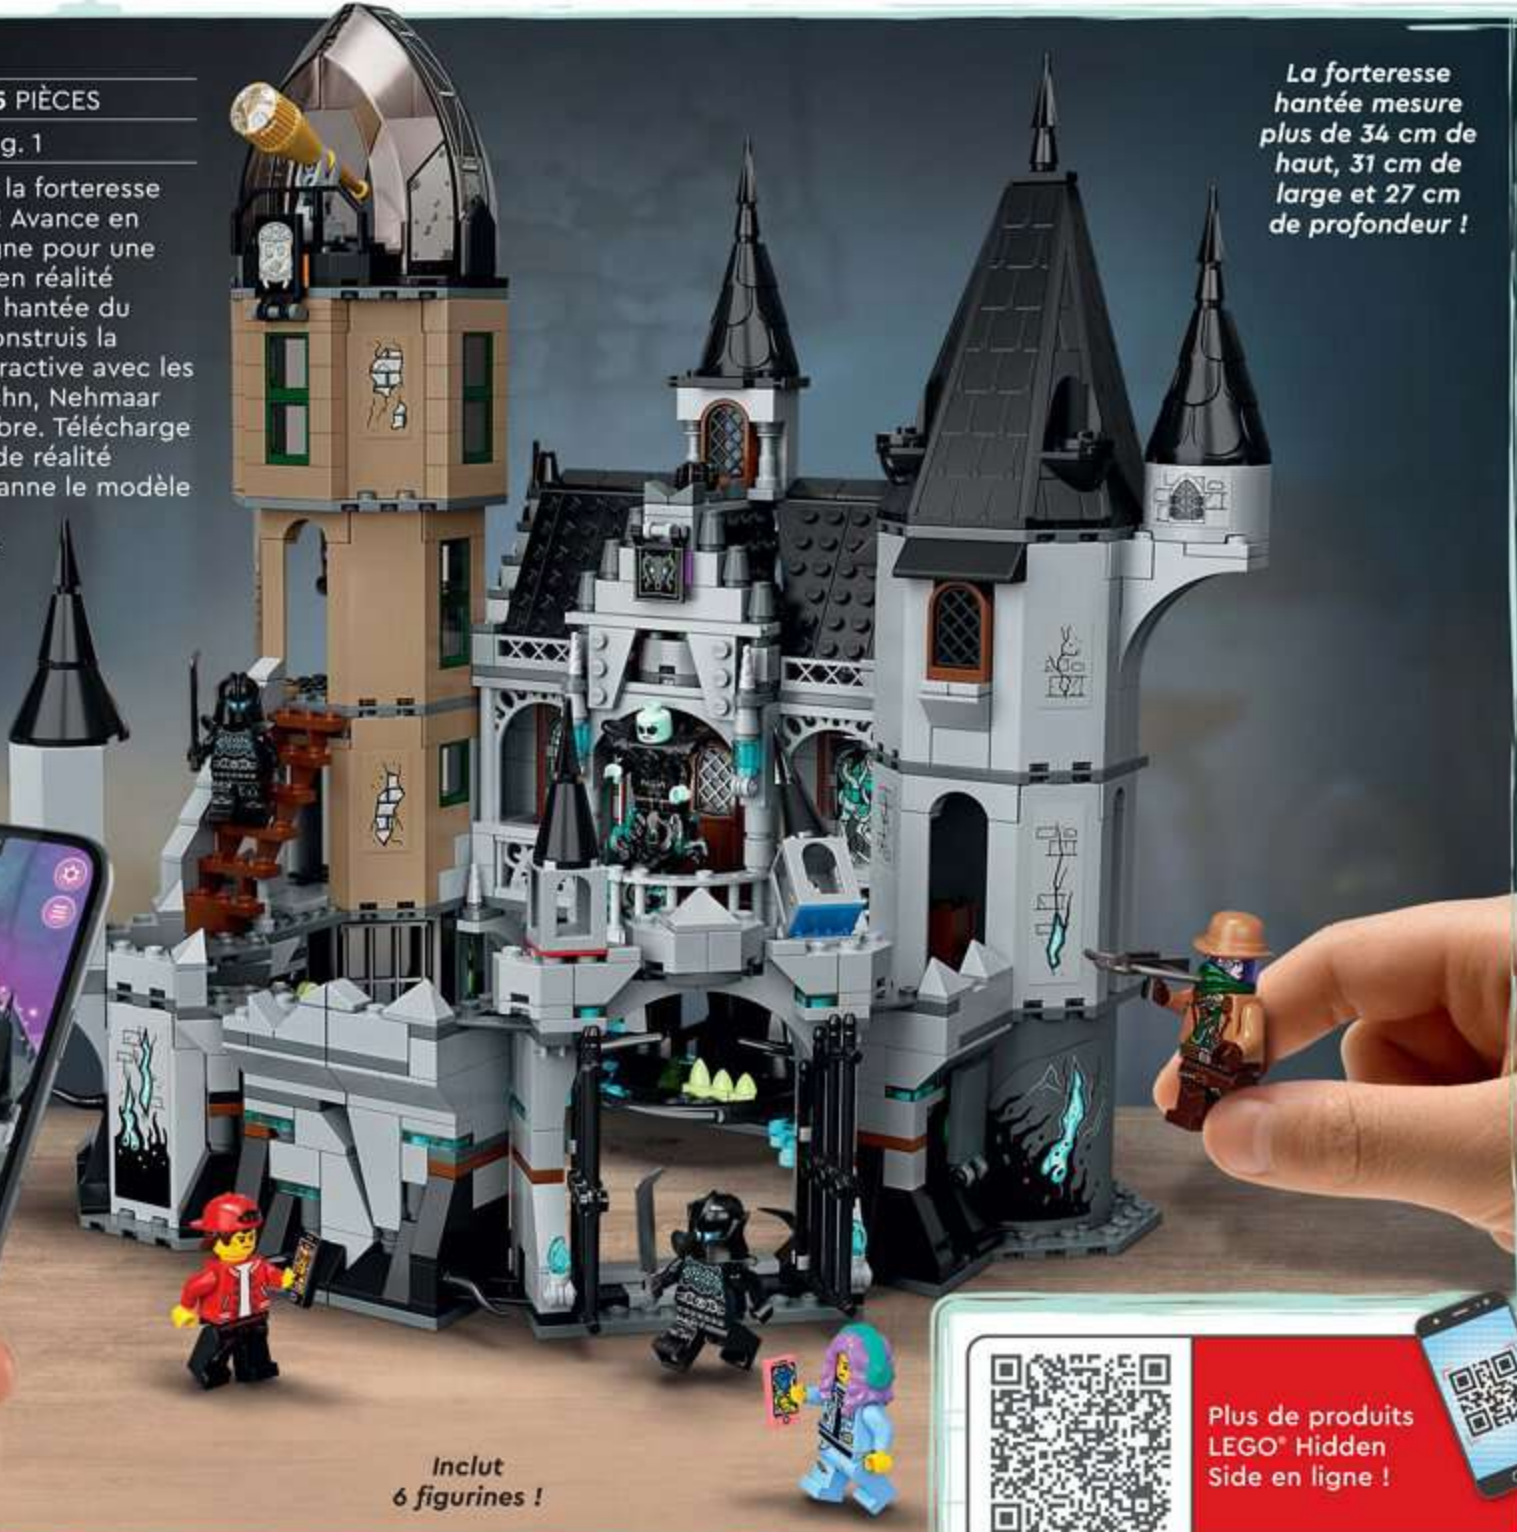 5 PIÈCES
g. 1
la forteresse
Avance en
gne pour une
en réalité
hantée du
onstruis la
ractive avec les
hn, Nehmaar
bre. Télécharge
de réalité
anne le modèle
La forteresse
hantée mesure
plus de 34 cm de
haut, 31 cm de
large et 27 cm
de profondeur !
Inclut
6 figurines !
Plus de produits
LEGO® Hidden
Side en ligne !